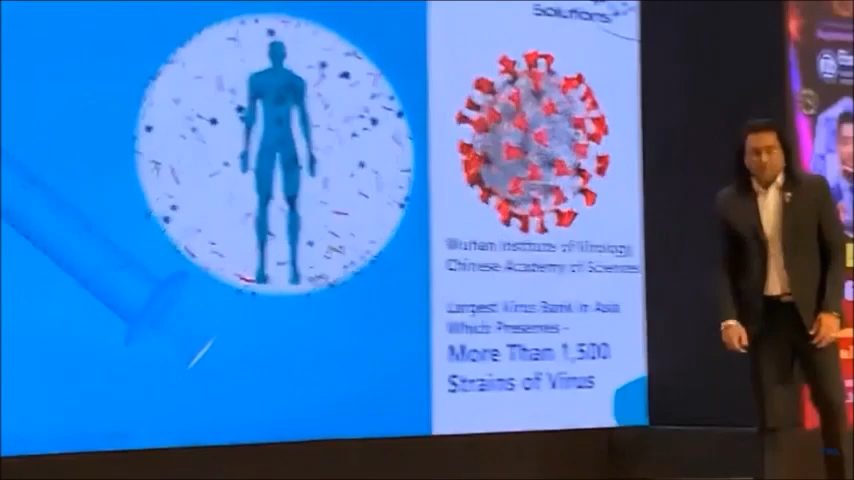 Solutions
Wuhan Institute of Virology
Chinese Academy of Sciences
Largest Virus Bank in Asia
Which Preserves -
More Than 1,500
Strains of Virus